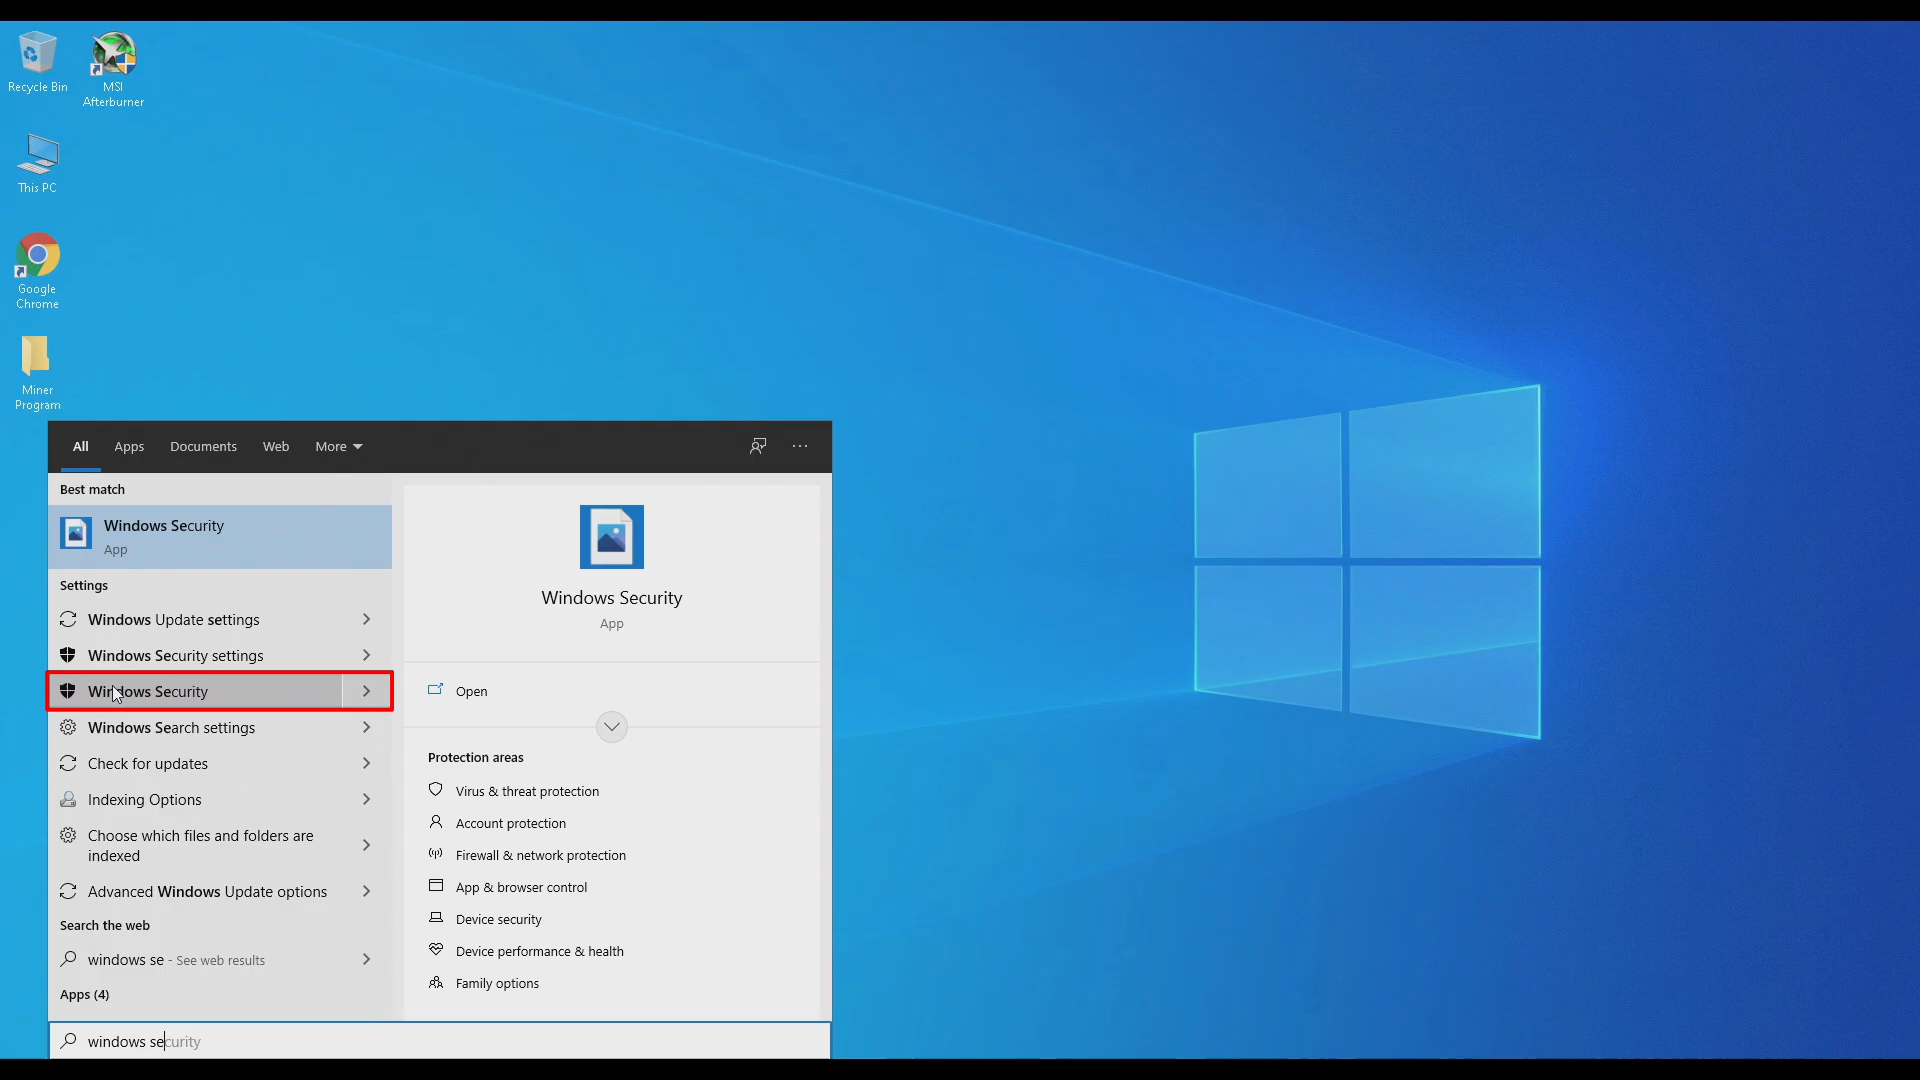 Recycle Bin
MSI
Afterburner
This PC
Google
Chrome
Miner
Program
All
Apps
Documents
Web
More
Best match
Windows Security
App
Settings
Windows Update settings
Windows Security settings
Windows Security
Windows Search settings
Check for updates
Indexing Options
Choose which files and folders are
indexed
Advanced Windows Update options
Search the web
windows se - See web results
Apps (4)
windows security
Windows Security
App
Open
Protection areas
Virus & threat protection
Account protection
Firewall & network protection
App & browser control
Device security
Device performance & health
Family options